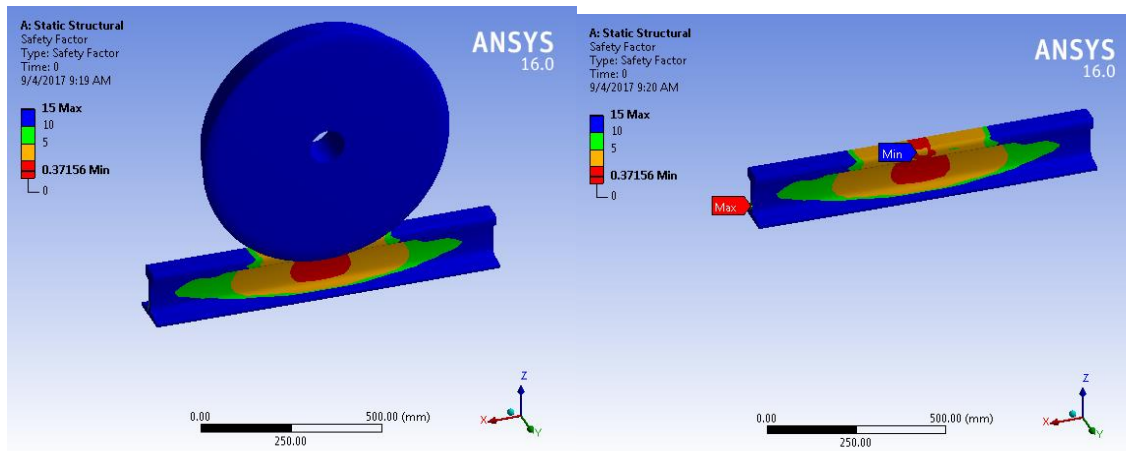 A: Static Structural
Safety Factor
Type: Safety Factor
Time: 0
9/4/2017 9:19 AM
15 Max
10
5
0.37156 Min
0
ANSYS
16.0
Z
X
Y
0.00
500.00 (mm)
250.00
A: Static Structural
Safety Factor
Type: Safety Factor
Time: 0
9/4/2017 9:20 AM
15 Max
10
5
0.37156 Min
0
ANSYS
16.0
Min
Max
Z
X
Y
0.00
500.00 (mm)
250.00